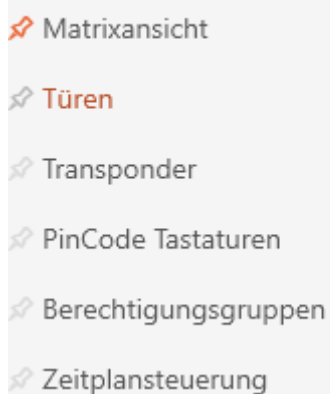 Matrixansicht
Türen
Transponder
PinCode Tastaturen
Berechtigungsgruppen
Zeitplansteuerung